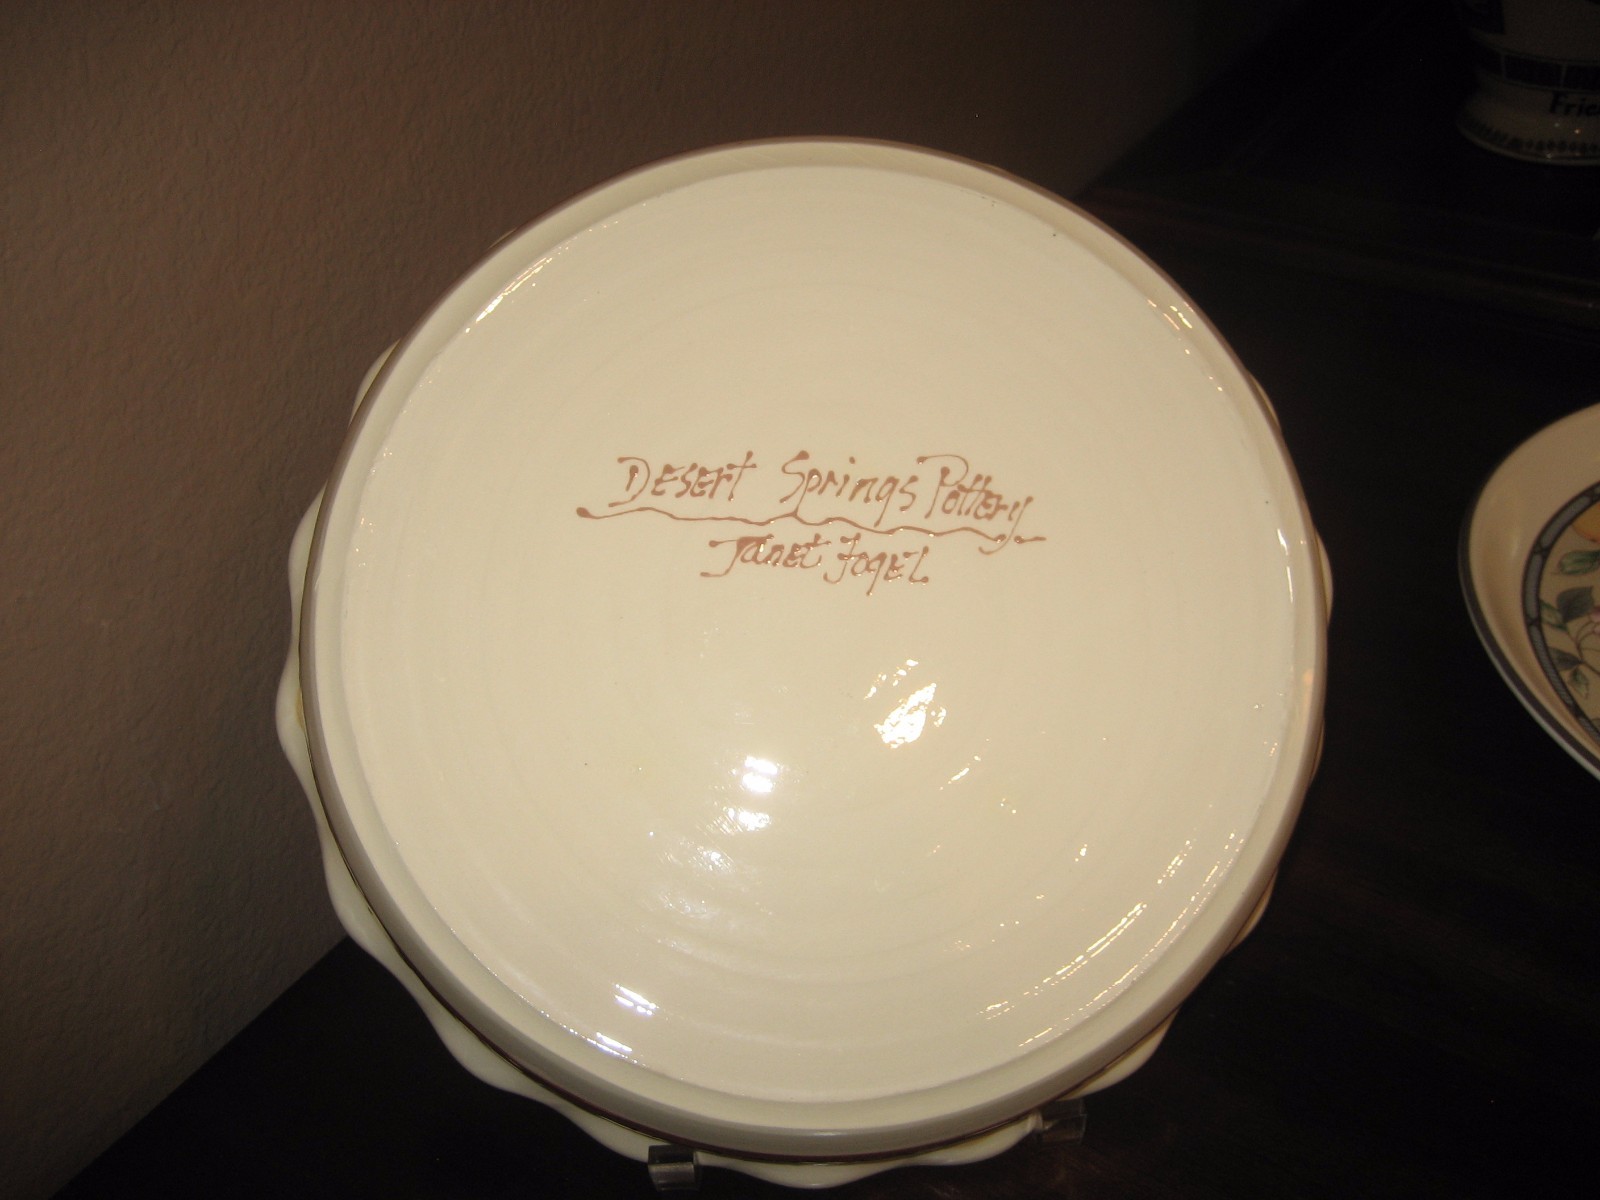 Desert Springs Pottery
Janet Fogel